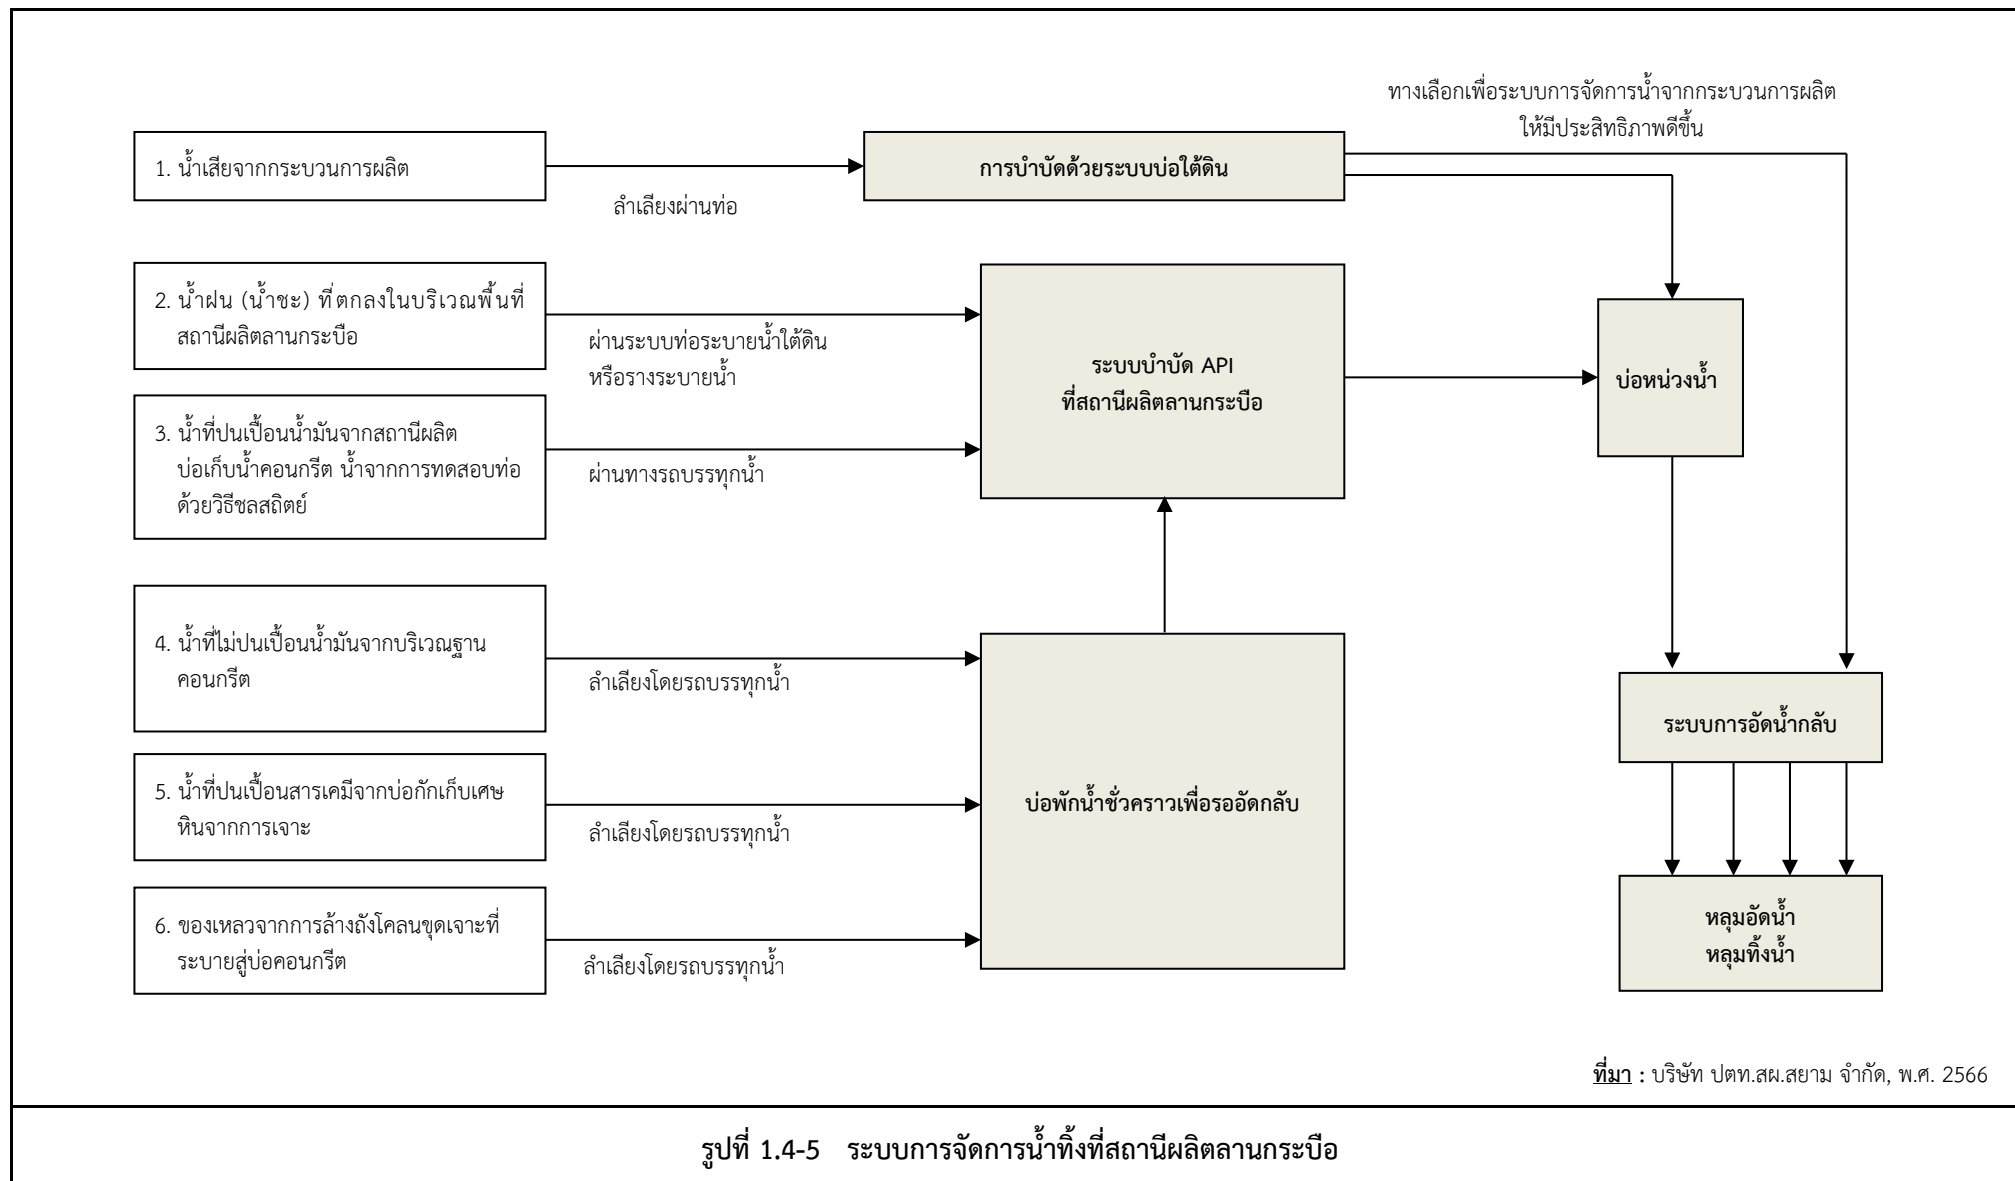 ทางเลือกเพื่อระบบการจัดการน้ำจากกระบวนการผลิต
ให้มีประสิทธิภาพดีขึ้น
1. น้ำเสียจากกระบวนการผลิต
ลำเลียงผ่านท่อ
การบำบัดด้วยระบบบ่อใต้ดิน
2. น้ำฝน (น้ำชะ) ที่ตกลงในบริเวณพื้นที่
สถานีผลิตลานกระบือ
ผ่านระบบท่อระบายน้ำใต้ดิน
หรือรางระบายน้ำ
3. น้ำที่ปนเปื้อนน้ำมันจากสถานีผลิต
บ่อเก็บน้ำคอนกรีต น้ำจากการทดสอบท่อ
ด้วยวิธีชลสถิตย์
ผ่านทางรถบรรทุกน้ำ
ระบบบำบัด API
ที่สถานีผลิตลานกระบือ
บ่อหน่วงน้ำ
4. น้ำที่ไม่ปนเปื้อนน้ำมันจากบริเวณฐาน
คอนกรีต
ลำเลียงโดยรถบรรทุกน้ำ
5. น้ำที่ปนเปื้อนสารเคมีจากบ่อกักเก็บเศษ
หินจากการเจาะ
ลำเลียงโดยรถบรรทุกน้ำ
6. ของเหลวจากการล้างถังโคลนขุดเจาะที่
ระบายสู่บ่อคอนกรีต
ลำเลียงโดยรถบรรทุกน้ำ
บ่อพักน้ำชั่วคราวเพื่อรออัดกลับ
ระบบการอัดน้ำกลับ
หลุมอัดน้ำ
หลุมทิ้งน้ำ
ที่มา : บริษัท ปตท.สผ.สยาม จำกัด, พ.ศ. 2566
รูปที่ 1.4-5 ระบบการจัดการน้ำทิ้งที่สถานีผลิตลานกระบือ